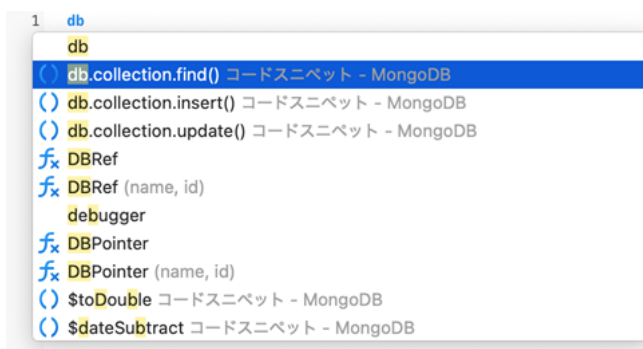 1 db
db
db.collection.find() コードスニペット - MongoDB
db.collection.insert() コードスニペット - MongoDB
db.collection.update() コードスニペット - MongoDB
DBRef
DBRef (name, id)
debugger
DBPointer
DBPointer (name, id)
$toDouble コードスニペット - MongoDB
$dateSubtract コードスニペット - MongoDB